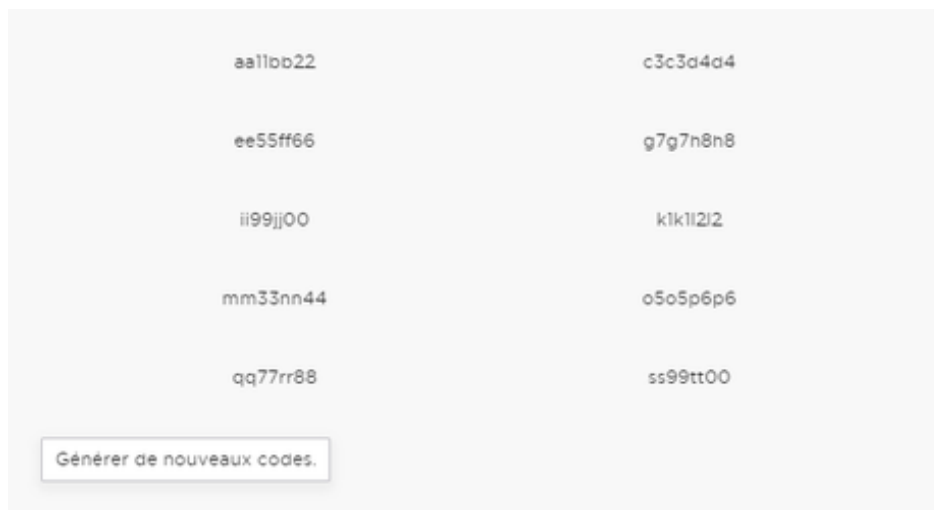 aa11bb22 c3c3d4d4
ee55ff66 g7g7h8h8
ii99jj00 k1k1l2l2
mm33nn44 o5o5p6p6
qq77rr88 ss99tt00
Générer de nouveaux codes.